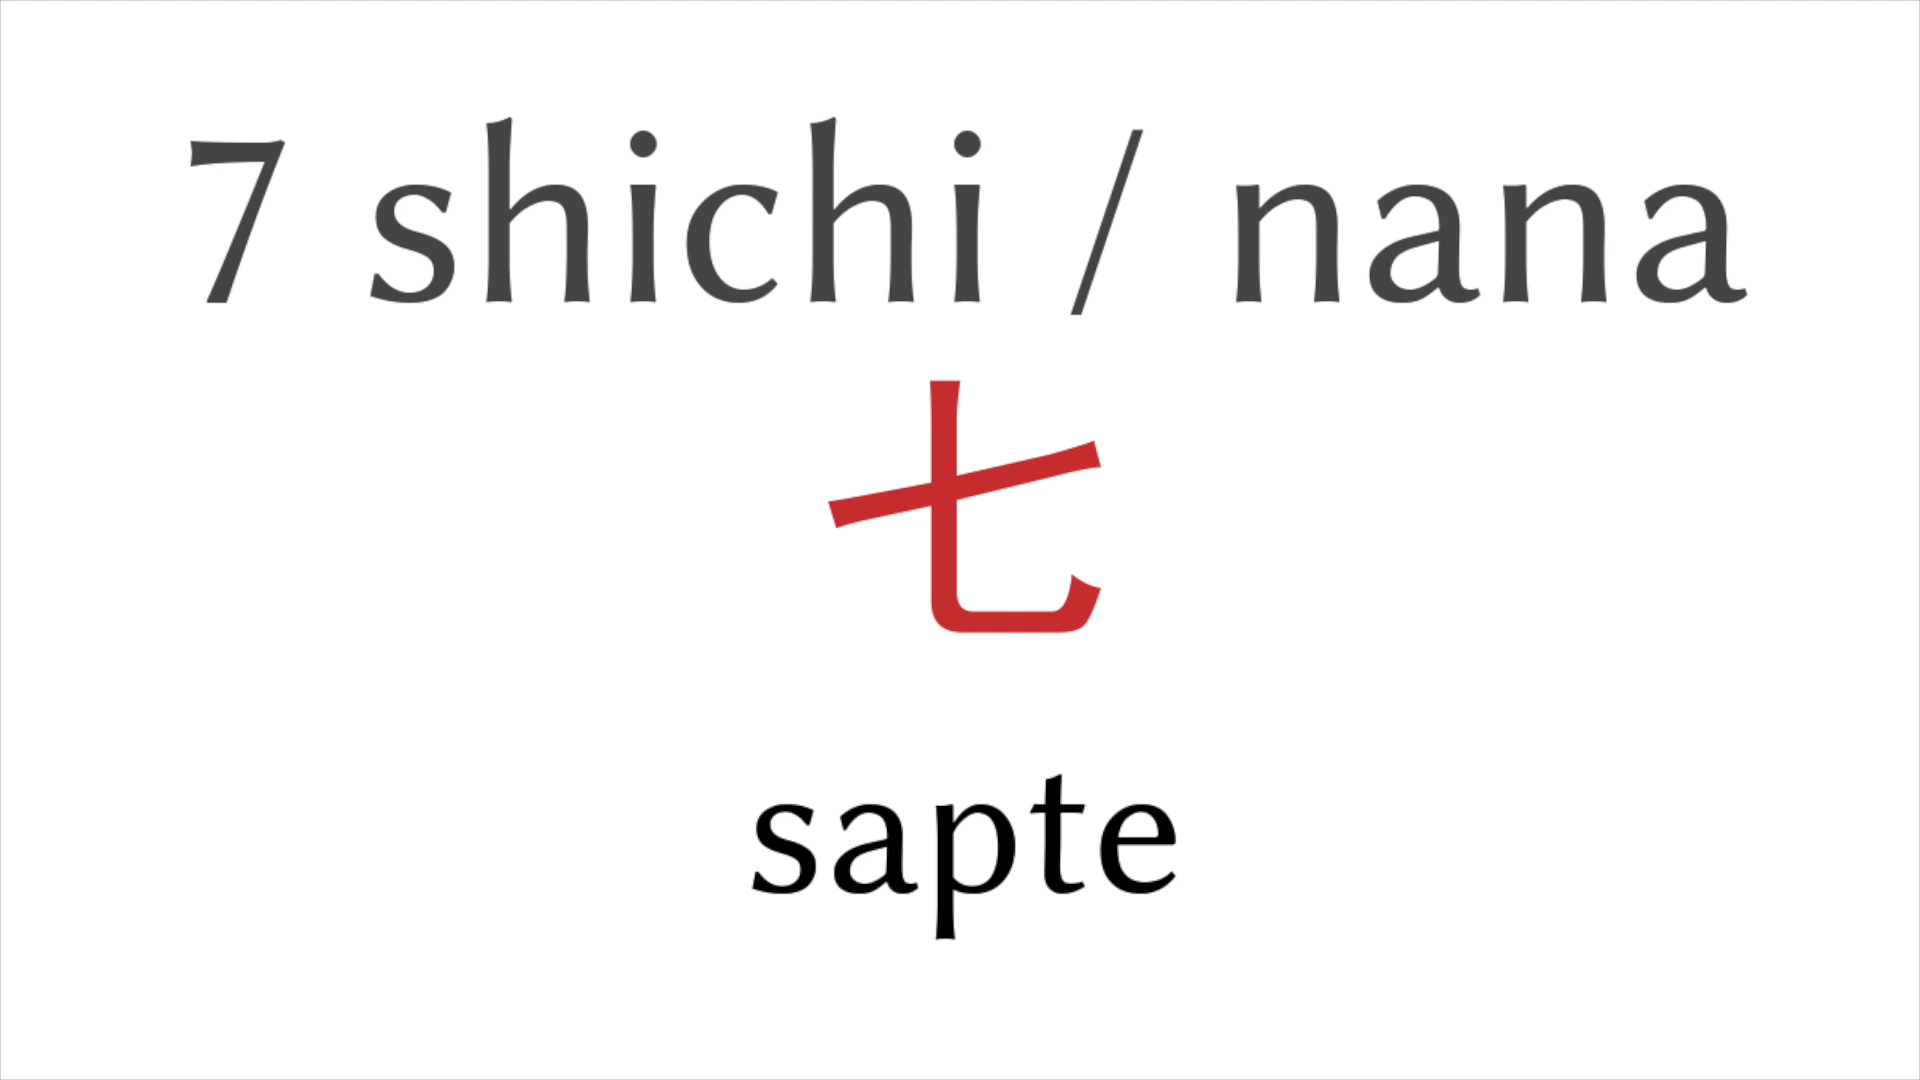 7 shichi / nana
七
sapte